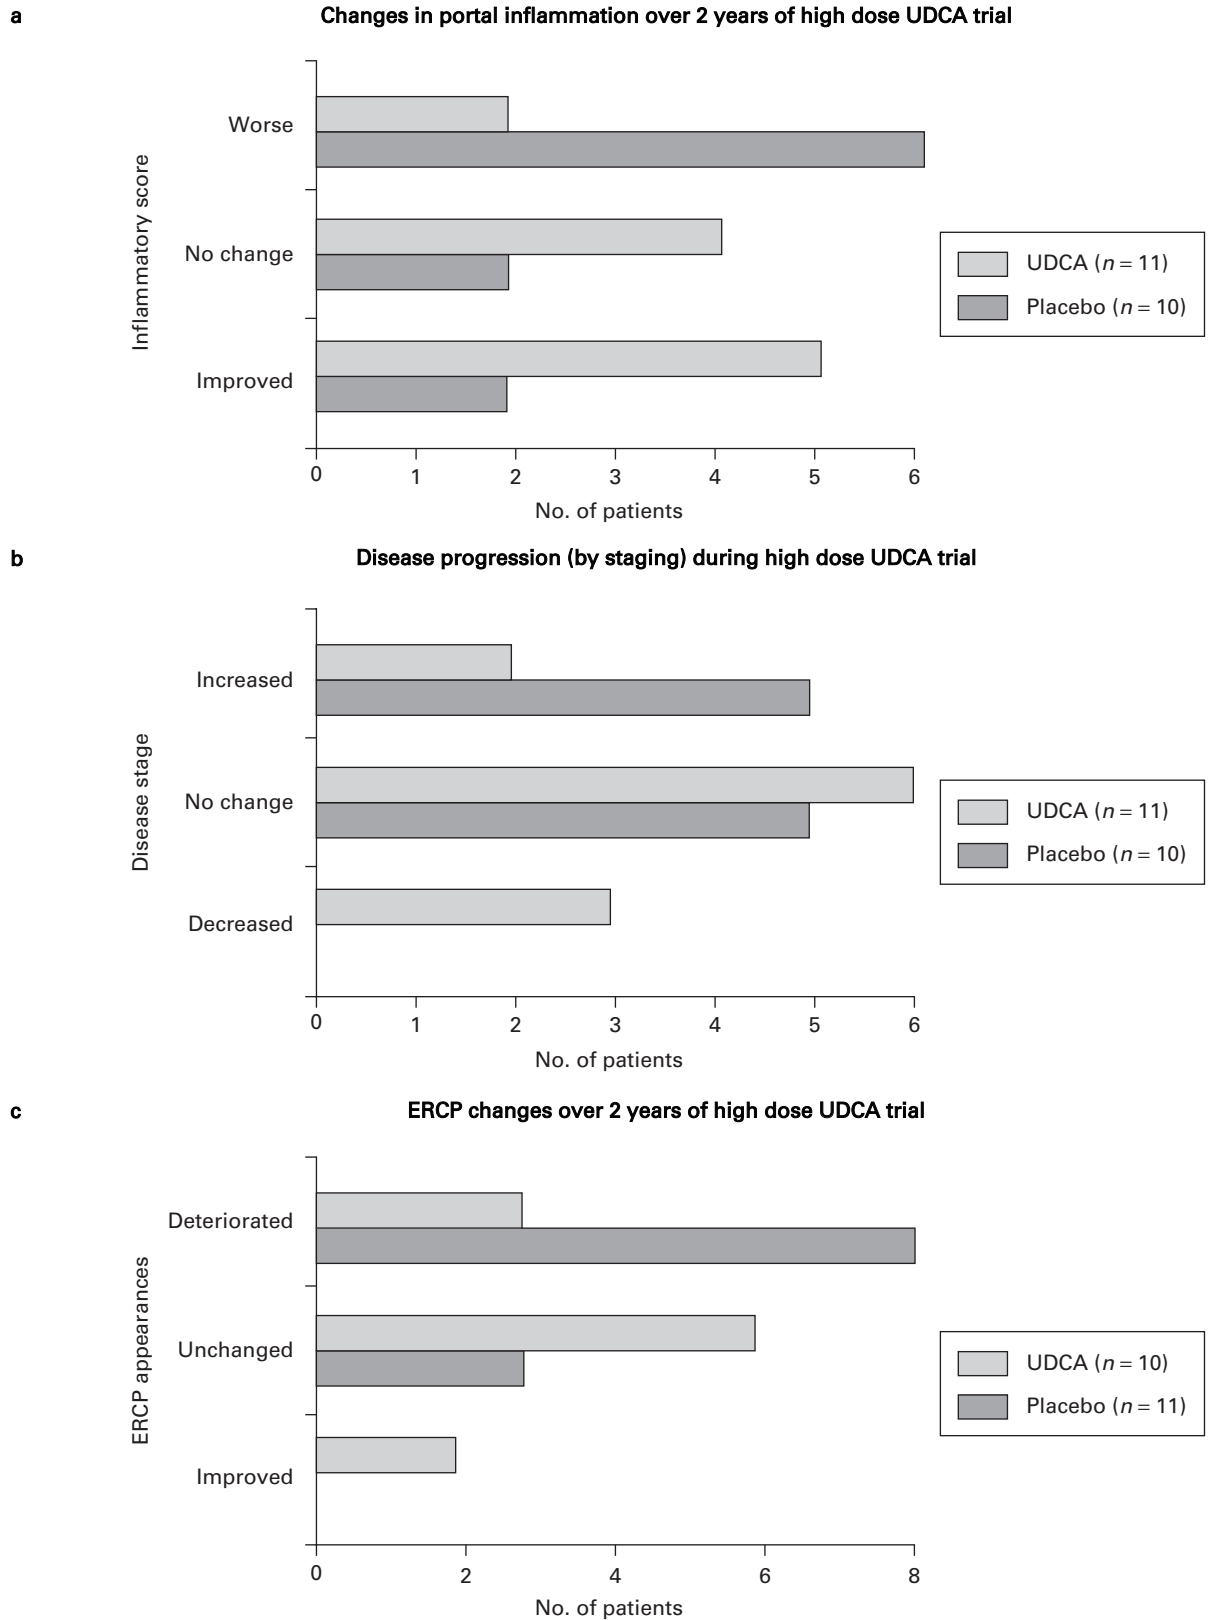 a
Changes in portal inflammation over 2 years of high dose UDCA trial
Inflammatory score
Worse
No change
Improved
0 1 2 3 4 5 6
No. of patients
UDCA (n = 11)
Placebo (n = 10)
b
Disease progression (by staging) during high dose UDCA trial
Disease stage
Increased
No change
Decreased
0 1 2 3 4 5 6
No. of patients
UDCA (n = 11)
Placebo (n = 10)
c
ERCP changes over 2 years of high dose UDCA trial
ERCP appearances
Deteriorated
Unchanged
Improved
0 2 4 6 8
No. of patients
UDCA (n = 10)
Placebo (n = 11)